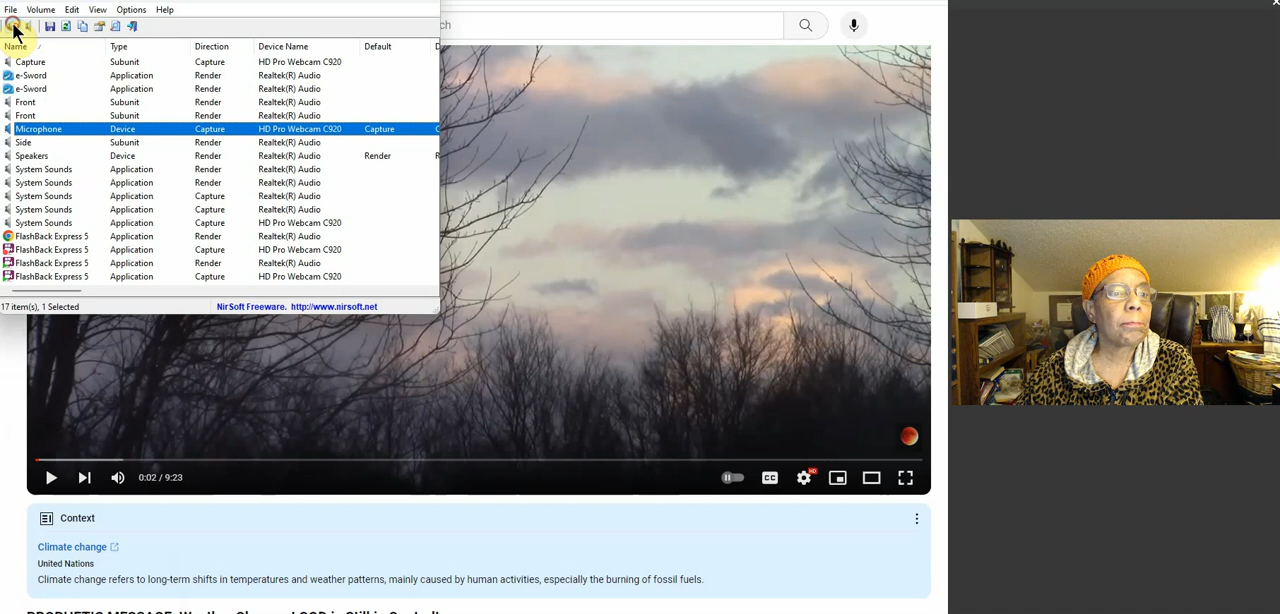 File Volume Edit View Options Help
ch
Name Type Direction Device Name Default D
Capture Subunit Capture HD Pro Webcam C920
e-Sword Application Render Realtek(R) Audio
e-Sword Application Render Realtek(R) Audio
Front Subunit Render Realtek(R) Audio
Front Subunit Render Realtek(R) Audio
Microphone Device Capture HD Pro Webcam C920 Capture C
Side Subunit Render Realtek(R) Audio
Speakers Device Render Realtek(R) Audio Render R
System Sounds Application Render Realtek(R) Audio
System Sounds Application Render Realtek(R) Audio
System Sounds Application Capture Realtek(R) Audio
System Sounds Application Capture Realtek(R) Audio
System Sounds Application Capture HD Pro Webcam C920
FlashBack Express 5 Application Render Realtek(R) Audio
FlashBack Express 5 Application Capture HD Pro Webcam C920
FlashBack Express 5 Application Render Realtek(R) Audio
FlashBack Express 5 Application Capture HD Pro Webcam C920
17 item(s), 1 Selected NirSoft Freeware. http://www.nirsoft.net
0:02 / 9:23 CC HD
Context
Climate change
United Nations
Climate change refers to long-term shifts in temperatures and weather patterns, mainly caused by human activities, especially the burning of fossil fuels.